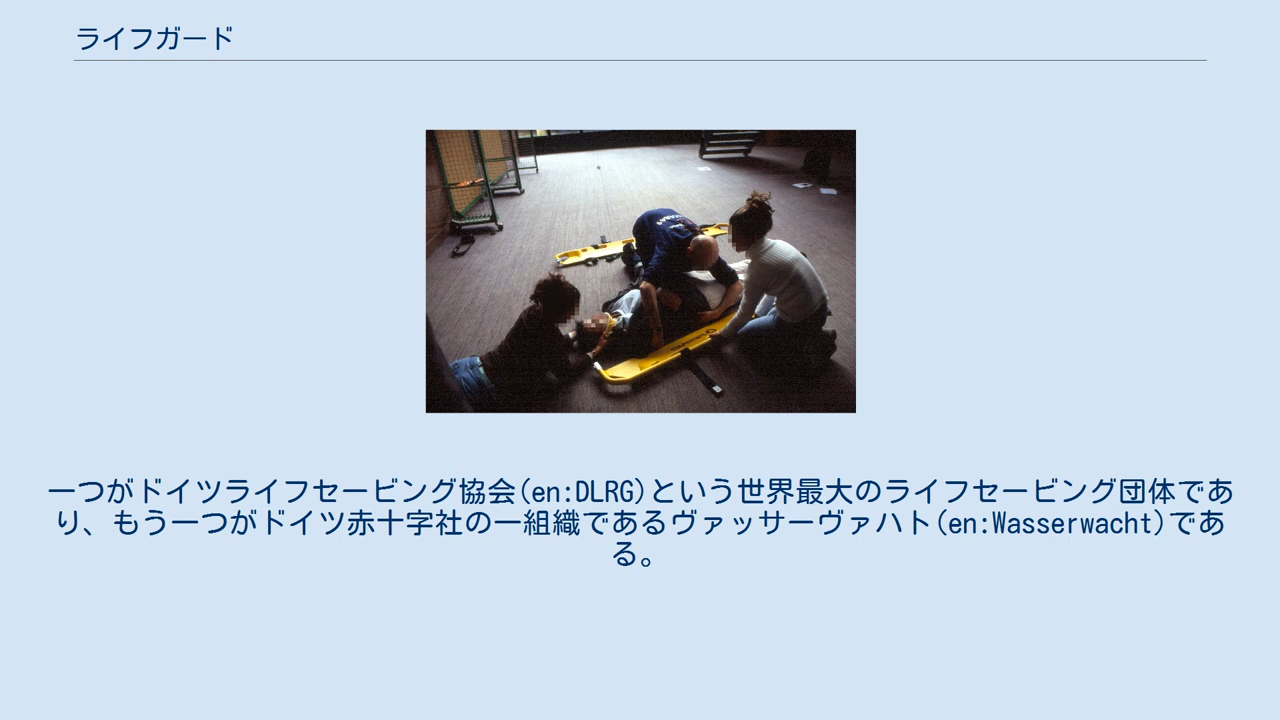 ライフガード
一つがドイツライフセービング協会(en:DLRG)という世界最大のライフセービング団体であ
り、もう一つがドイツ赤十字社の一組織であるヴァッサーヴァハト(en:Wasserwacht)であ
る。